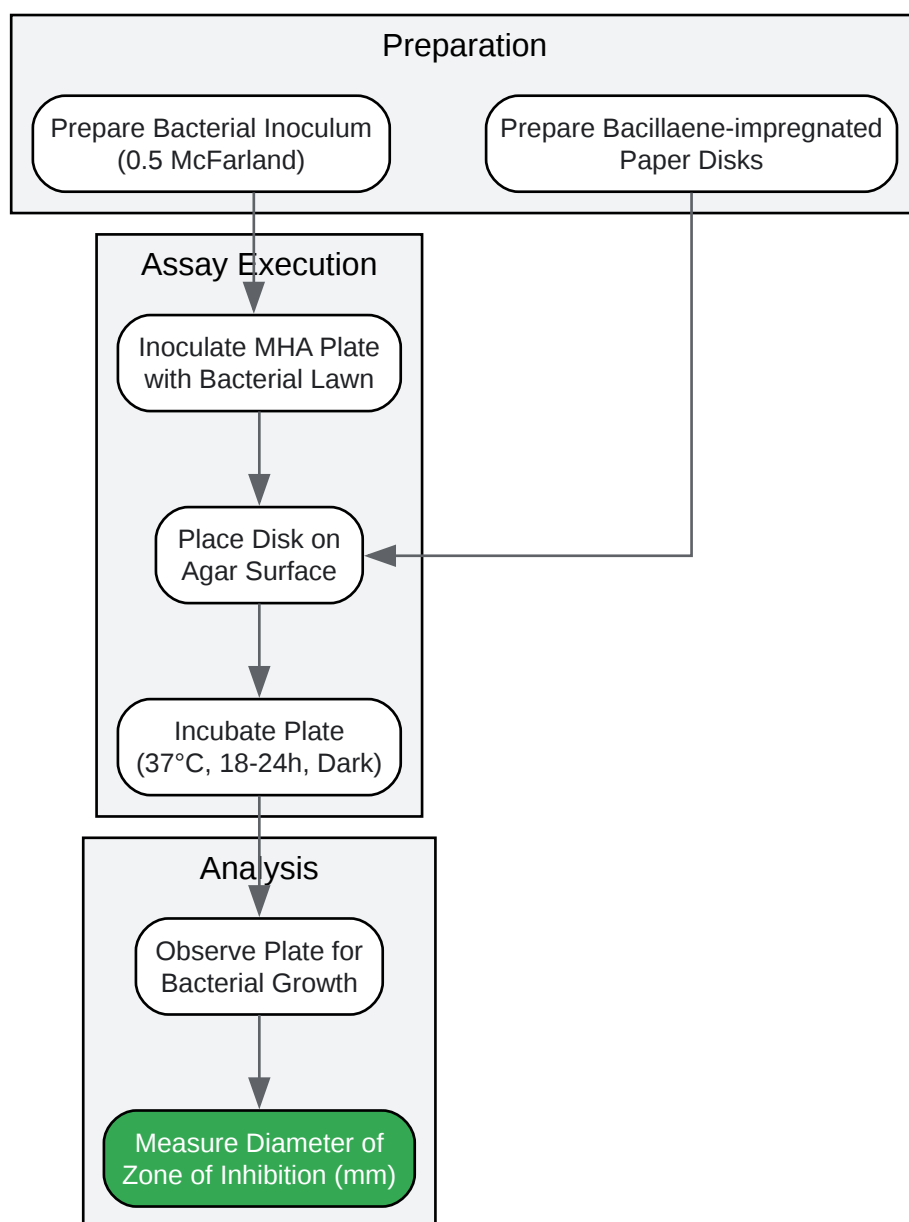 Preparation
Prepare Bacterial Inoculum
(0.5 McFarland)
Prepare Bacillaene-impregnated
Paper Disks
Assay Execution
Inoculate MHA Plate
with Bacterial Lawn
Place Disk on
Agar Surface
Incubate Plate
(37°C, 18-24h, Dark)
Analysis
Observe Plate for
Bacterial Growth
Measure Diameter of
Zone of Inhibition (mm)